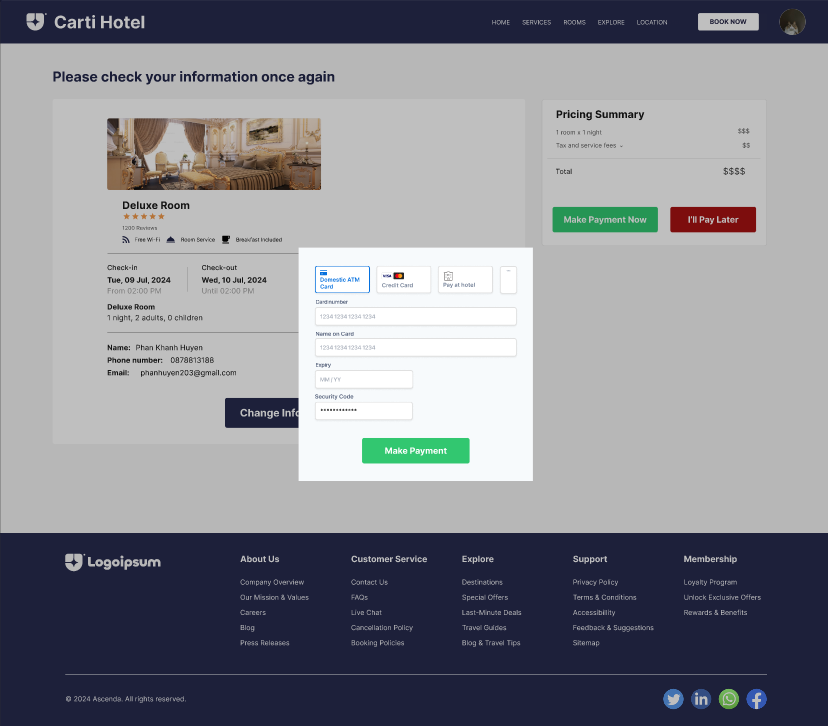 Carti Hotel
HOME SERVICES ROOMS EXPLORE LOCATION BOOK NOW
Please check your information once again
Deluxe Room
1200 Reviews
Free Wi-Fi Room Service Breakfast Included
Check-in Check-out
Tue, 09 Jul, 2024 Wed, 10 Jul, 2024
From 02:00 PM Until 02:00 PM
Deluxe Room
1 night, 2 adults, 0 children
Name: Phan Khanh Huyen
Phone number: 0878813188
Email: phanhuyen203@gmail.com
Change Info
Pricing Summary
1 room x 1 night $$$
Tax and service fees $$
Total $$$$
Make Payment Now I'll Pay Later
Domestic ATM Card
VISA
Credit Card
Pay at hotel
Cardnumber
1234 1234 1234 1234
Name on Card
1234 1234 1234 1234
Expiry
MM / YY
Security Code
••••••••••••
Make Payment
Logoipsum
About Us
Company Overview
Our Mission & Values
Careers
Blog
Press Releases
Customer Service
Contact Us
FAQs
Live Chat
Cancellation Policy
Booking Policies
Explore
Destinations
Special Offers
Last-Minute Deals
Travel Guides
Blog & Travel Tips
Support
Privacy Policy
Terms & Conditions
Accessibility
Feedback & Suggestions
Sitemap
Membership
Loyalty Program
Unlock Exclusive Offers
Rewards & Benefits
© 2024 Ascenda. All rights reserved.